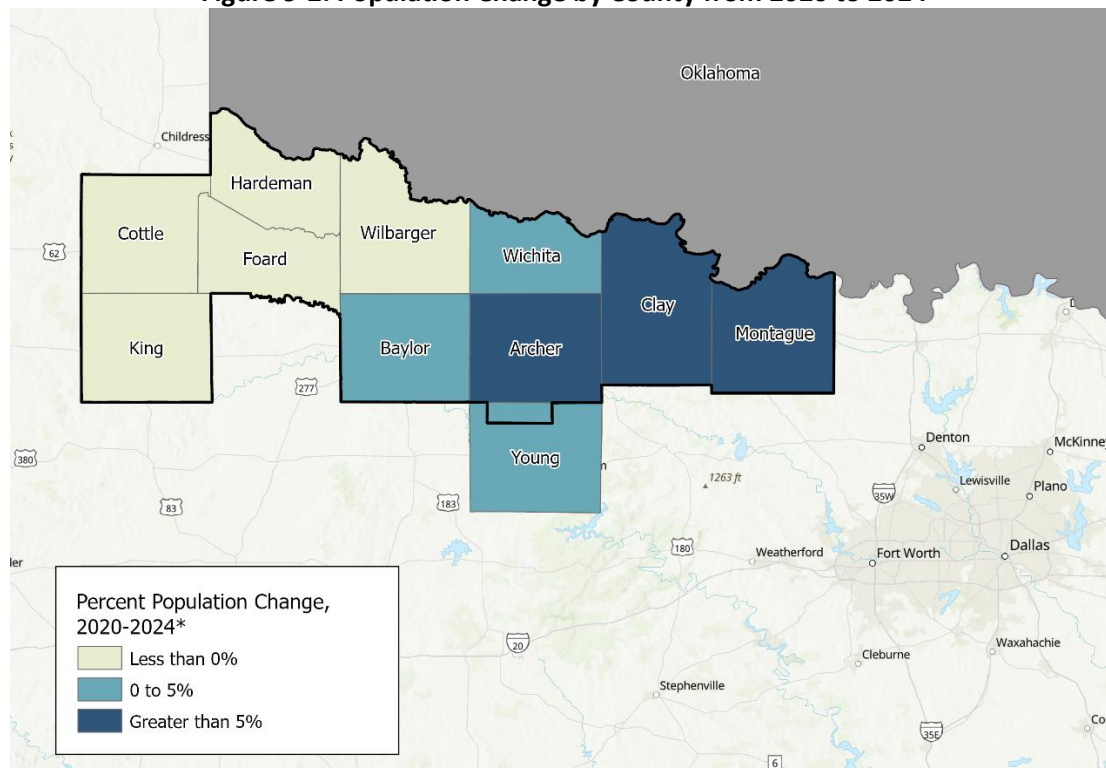 Oklahoma
Childress
Hardeman
Cottle
Wilbarger
62
Foard
Wichita
Clay
King
Baylor
Archer
Montague
277
Denton
McKinney
380
Young
1263 ft
Lewisville
35W
Plano
83
183
180
Weatherford
Fort Worth
Dallas
Percent Population Change,
2020-2024*
Less than 0%
0 to 5%
Greater than 5%
20
Waxahachie
Cleburne
Stephenville
35E
6